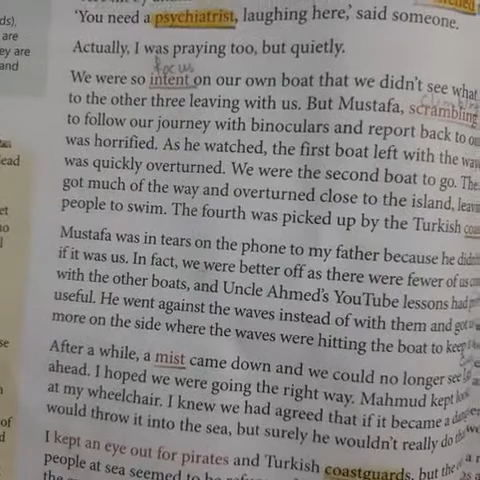 ds),
are
ey are
and
ead
et
no
l
se
n
of
d
'You need a psychiatrist, laughing here,' said someone.
Actually, I was praying too, but quietly.
focus
We were so intent on our own boat that we didn't see what
to the other three leaving with us. But Mustafa, scrambling
to follow our journey with binoculars and report back to
was horrified. As he watched, the first boat left with the
was quickly overturned. We were the second boat to go. The
got much of the way and overturned close to the island,
people to swim. The fourth was picked up by the Turkish
Mustafa was in tears on the phone to my father because he
if it was us. In fact, we were better off as there were fewer of us
with the other boats, and Uncle Ahmed's YouTube lessons had
useful. He went against the waves instead of with them and got
more on the side where the waves were hitting the boat to keep
After a while, a mist came down and we could no longer see
ahead. I hoped we were going the right way. Mahmud kept
at my wheelchair. I knew we had agreed that if it became a
would throw it into the sea, but surely he wouldn't really do
I kept an eye out for pirates and Turkish coastguards, but the
people at sea seemed to be